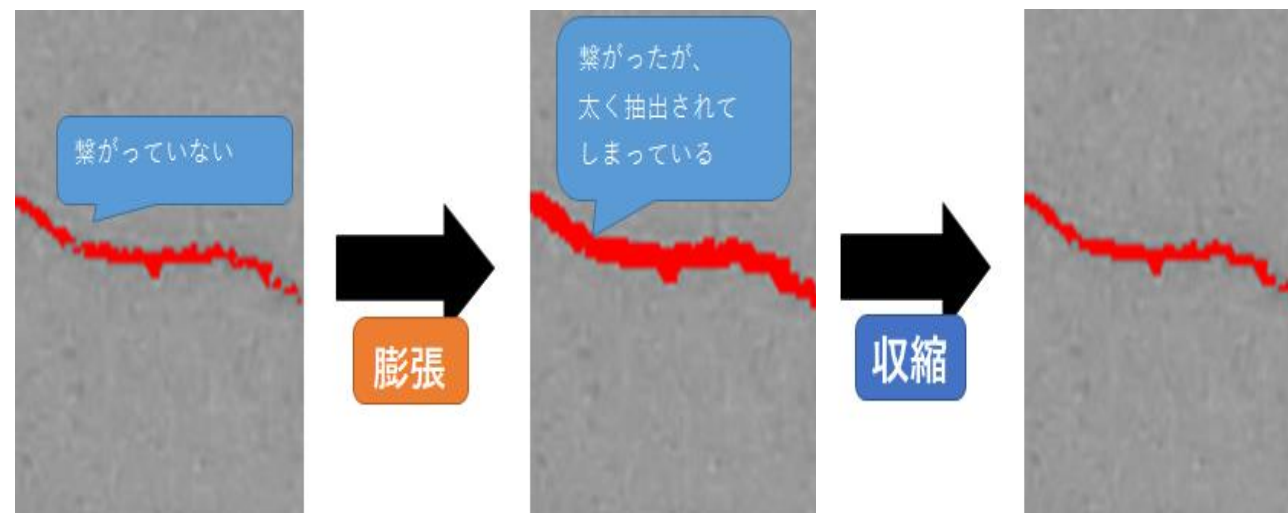 繋がっていない
膨張
繋がったが、
太く抽出されて
しまっている
収縮